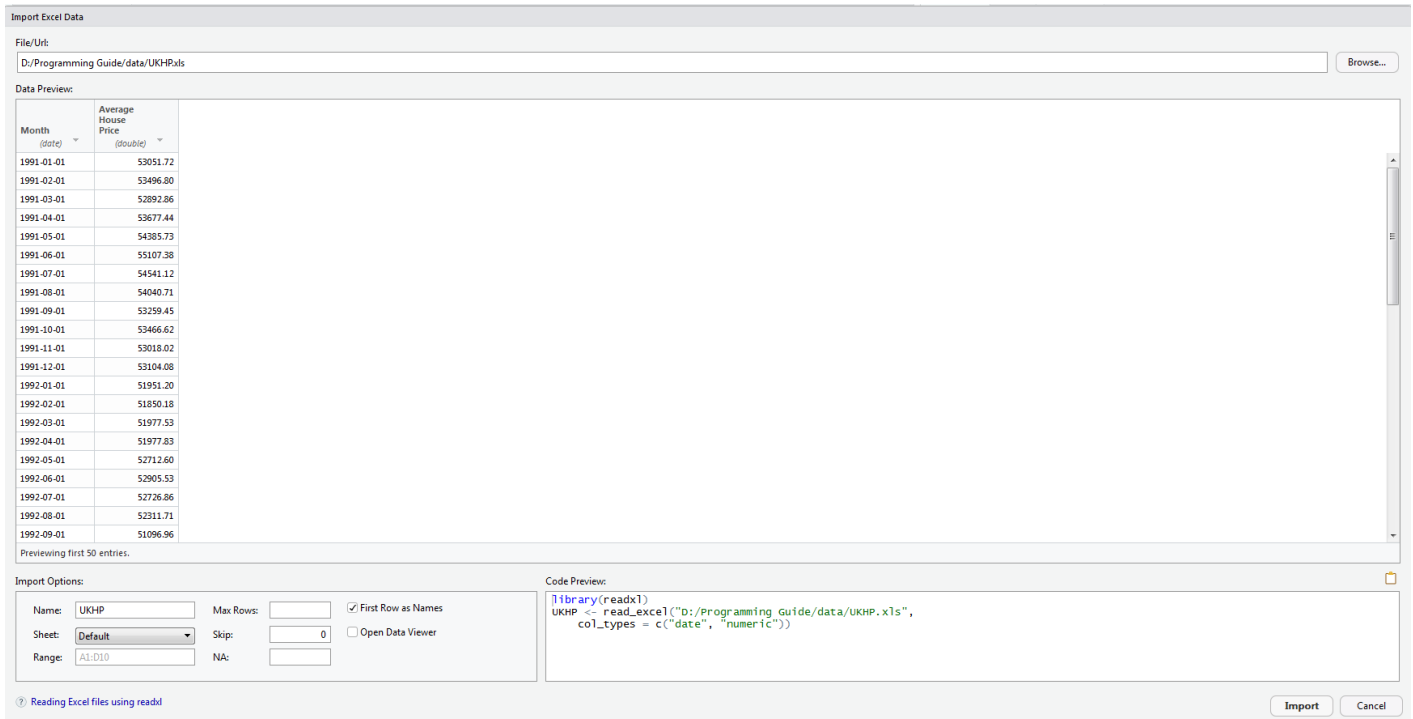 Import Excel Data
File/Url:
D:/Programming Guide/data/UKHP.xls
Browse...
Data Preview:
Month
(date)
Average
House
Price
(double)
1991-01-01 53051.72
1991-02-01 53496.80
1991-03-01 52892.86
1991-04-01 53677.44
1991-05-01 54385.73
1991-06-01 55107.38
1991-07-01 54541.12
1991-08-01 54040.71
1991-09-01 53259.45
1991-10-01 53466.62
1991-11-01 53018.02
1991-12-01 53104.08
1992-01-01 51951.20
1992-02-01 51850.18
1992-03-01 51977.53
1992-04-01 51977.83
1992-05-01 52712.60
1992-06-01 52905.53
1992-07-01 52726.86
1992-08-01 52311.71
1992-09-01 51096.96
Previewing first 50 entries.
Import Options:
Name: UKHP Max Rows: First Row as Names
Sheet: Default Skip: 0 Open Data Viewer
Range: A1:D10 NA:
Code Preview:
library(readxl)
UKHP <- read_excel("D:/Programming Guide/data/UKHP.xls",
    col_types = c("date", "numeric"))
? Reading Excel files using readxl
Import Cancel